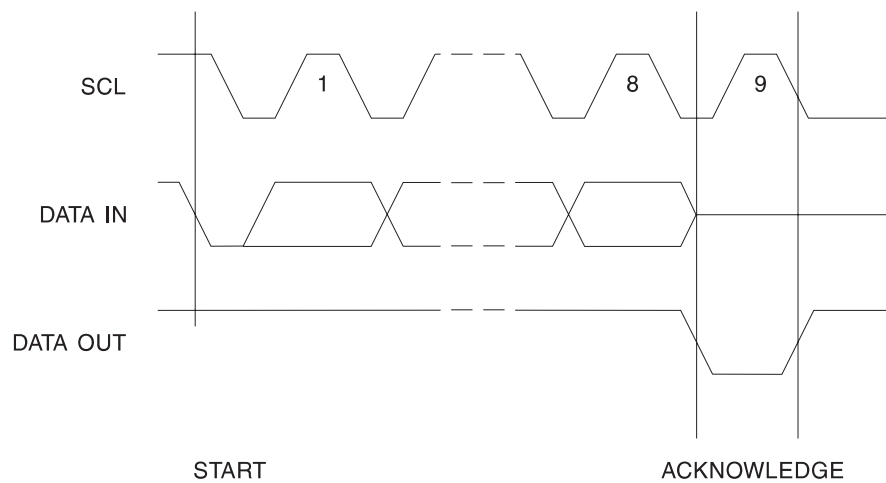 SCL
1
8
9
DATA IN
DATA OUT
START
ACKNOWLEDGE